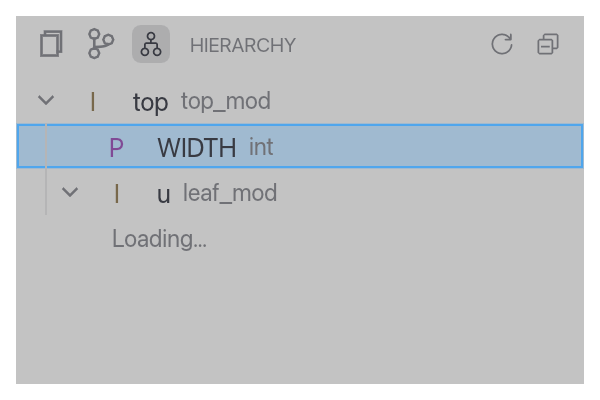 HIERARCHY
I top top_mod
P WIDTH int
I u leaf_mod
Loading...